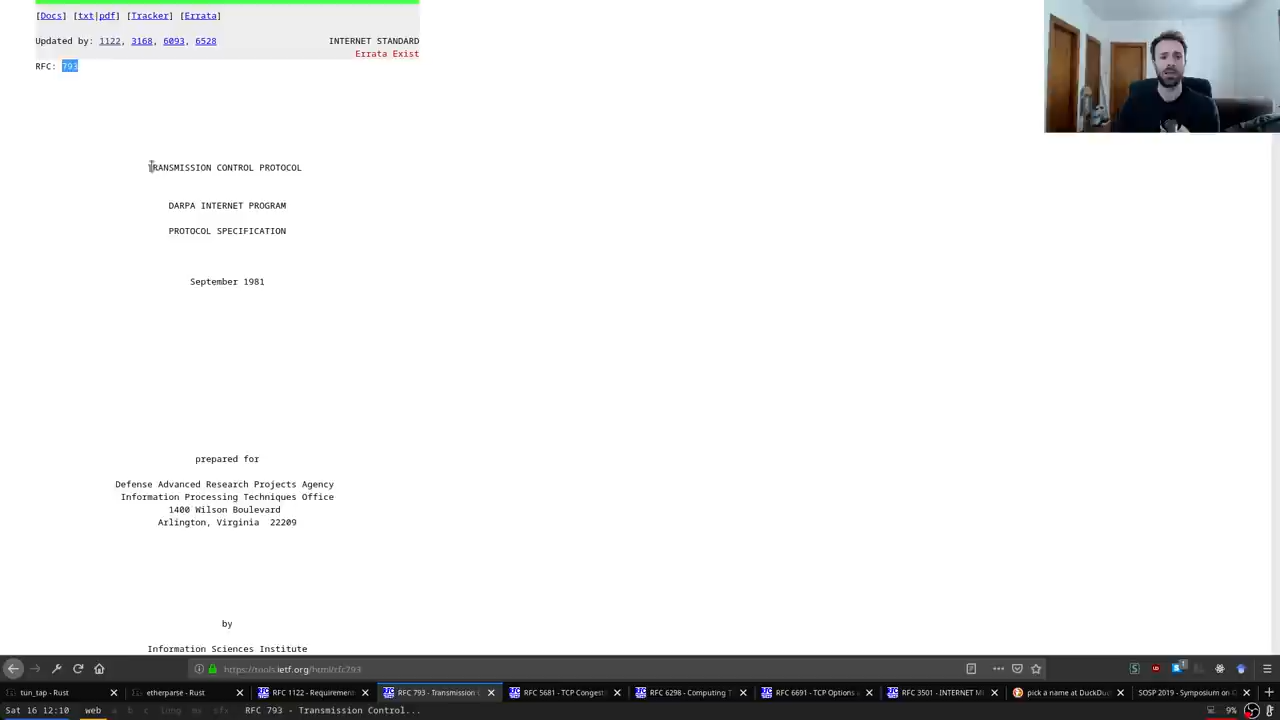 [Docs] [txt|pdf] [Tracker] [Errata]
Updated by: 1122, 3168, 6093, 6528 INTERNET STANDARD
Errata Exist
RFC: 793
TRANSMISSION CONTROL PROTOCOL
DARPA INTERNET PROGRAM
PROTOCOL SPECIFICATION
September 1981
prepared for
Defense Advanced Research Projects Agency
Information Processing Techniques Office
1400 Wilson Boulevard
Arlington, Virginia 22209
by
Information Sciences Institute
https://tools.ietf.org/html/rfc793
tun_tap - Rust
etherparse - Rust
RFC 1122 - Requirement
RFC 793 - Transmission
RFC 5681 - TCP Congest
RFC 6298 - Computing T
RFC 6691 - TCP Options
RFC 3501 - INTERNET M
pick a name at DuckDu
SOSP 2019 - Symposium on
Sat 16 12:10 web a b c lung mx sfx RFC 793 - Transmission Control... 9%